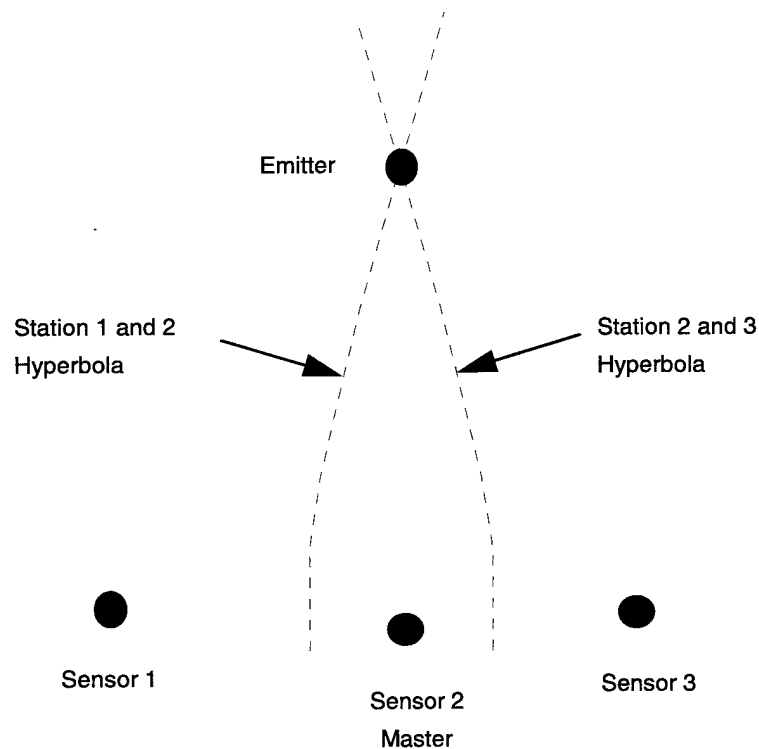 Emitter
Station 1 and 2
Hyperbola
Station 2 and 3
Hyperbola
Sensor 1
Sensor 2
Master
Sensor 3